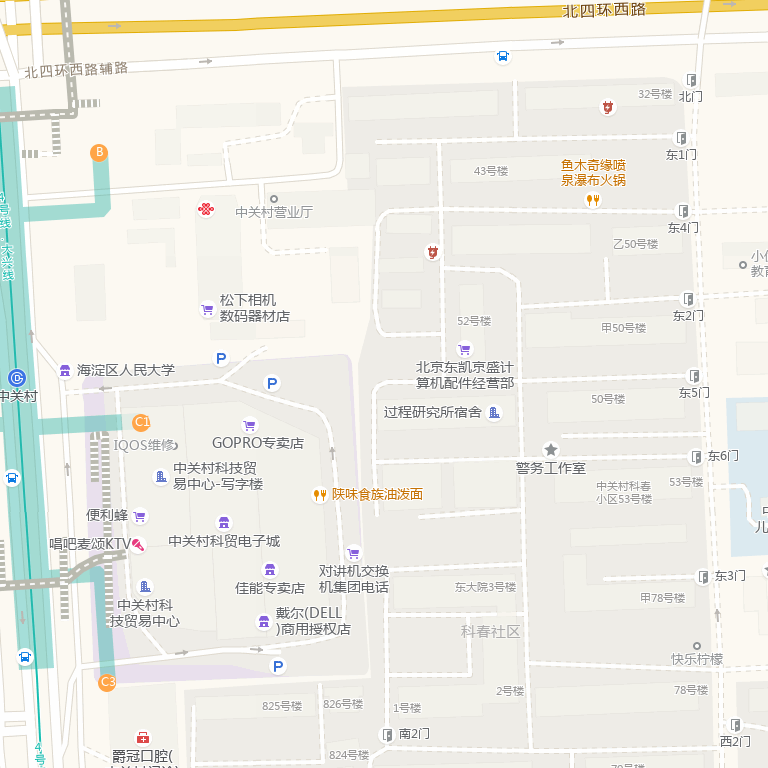 北四环西路
北四环西路辅路
32号楼
北门
B
东1门
43号楼
鱼木奇缘喷
泉瀑布火锅
4号线·大兴线
中关村营业厅
东4门
乙50号楼
松下相机
数码器材店
东2门
52号楼
甲50号楼
P
海淀区人民大学
P
北京东凯京盛计
算机配件经营部
中关村
东5门
50号楼
过程研究所宿舍
C1
IQOS维修
GOPRO专卖店
东6门
警务工作室
中关村科技贸
易中心-写字楼
53号楼
中关村科春
小区53号楼
陕味食族油泼面
便利蜂
唱吧麦颂KTV
中关村科贸电子城
对讲机交换
机集团电话
东3门
佳能专卖店
东大院3号楼
甲78号楼
中关村科
技贸易中心
戴尔(DELL
)商用授权店
科春社区
快乐柠檬
P
C3
2号楼
78号楼
825号楼
826号楼
1号楼
南2门
西2门
爵冠口腔(
824号楼
4号